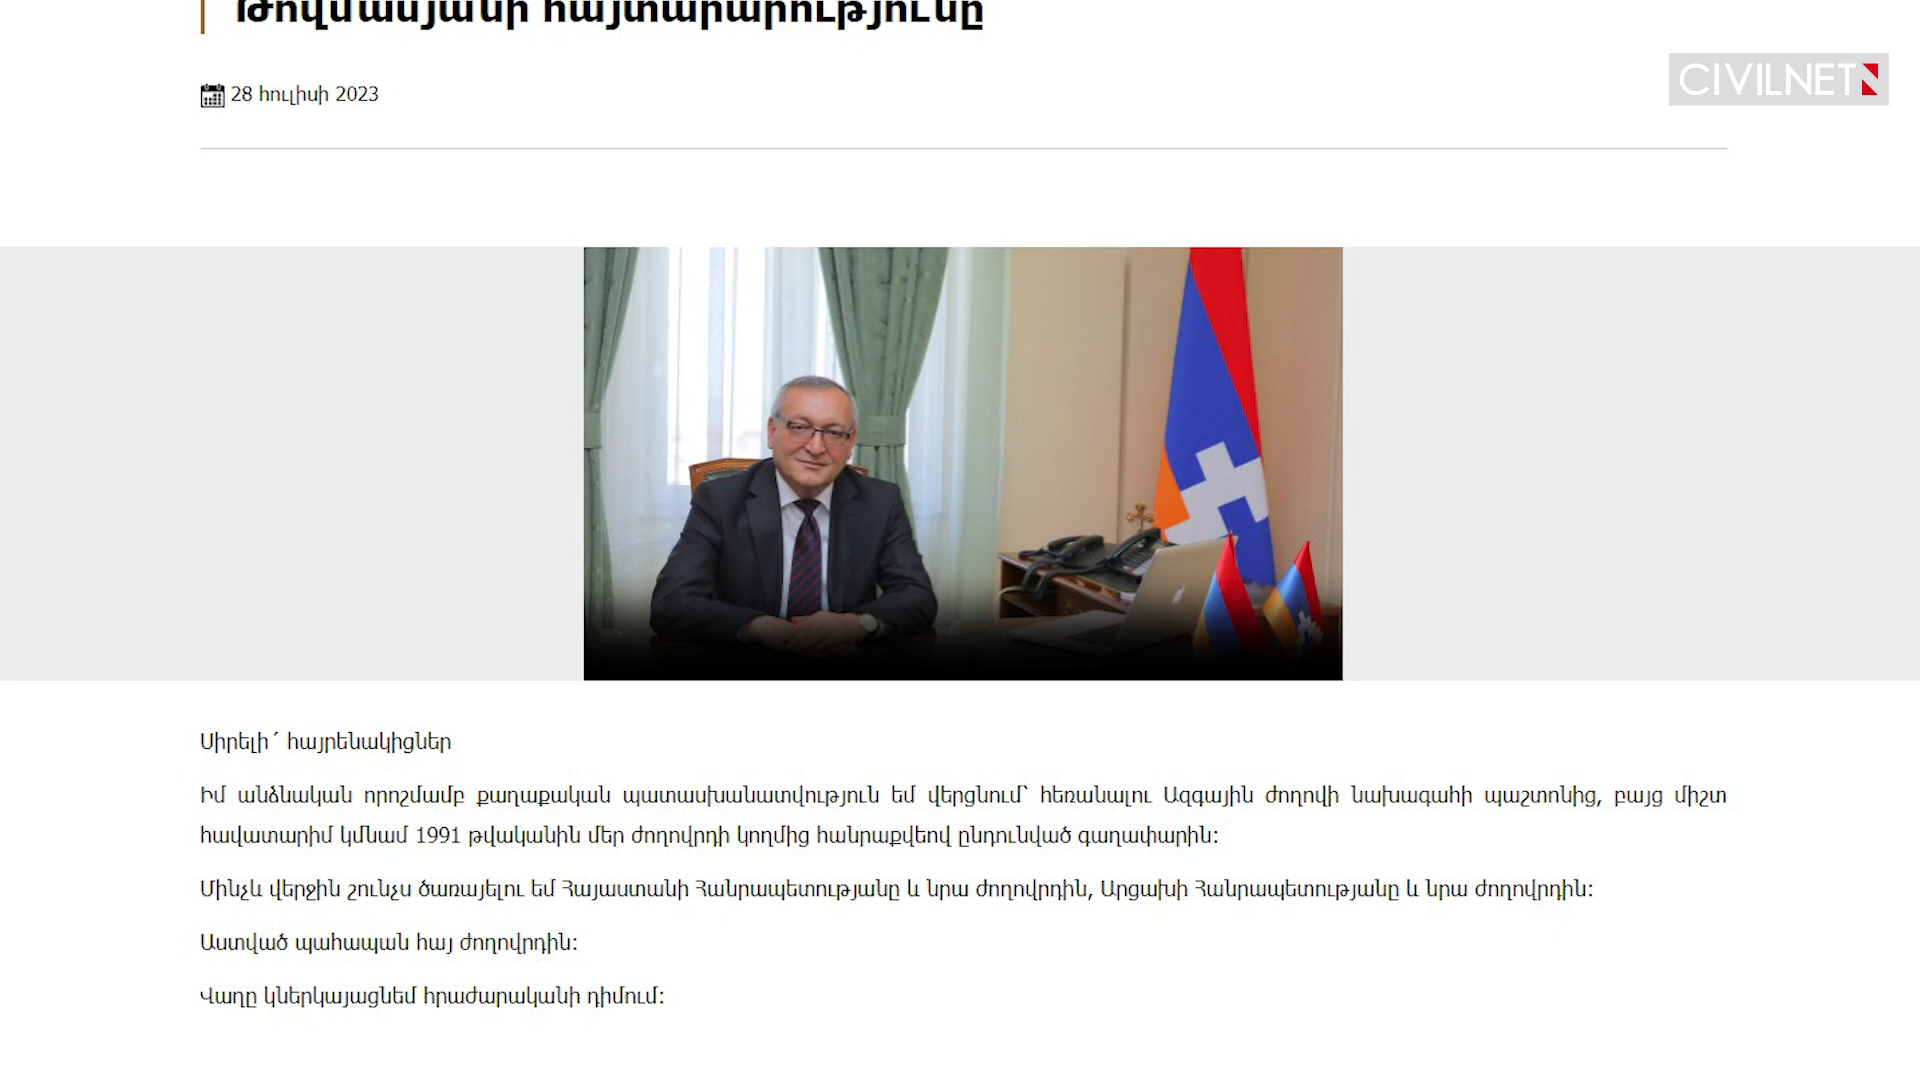 Թովմասյանի հայտարարությունը
CIVILNET
28 հուլիսի 2023
Սիրելի՛ հայրենակիցներ
Իմ անձնական որոշմամբ քաղաքական պատասխանատվություն եմ վերցնում՝ հեռանալու Ազգային ժողովի նախագահի պաշտոնից, բայց միշտ
հավատարիմ կմնամ 1991 թվականին մեր ժողովրդի կողմից հանրաքվեով ընդունված գաղափարին:
Մինչև վերջին շունչս ծառայելու եմ Հայաստանի Հանրապետությանը և նրա ժողովրդին, Արցախի Հանրապետությանը և նրա ժողովրդին:
Աստված պահապան հայ ժողովրդին:
Վաղը կներկայացնեմ հրաժարականի դիմում: